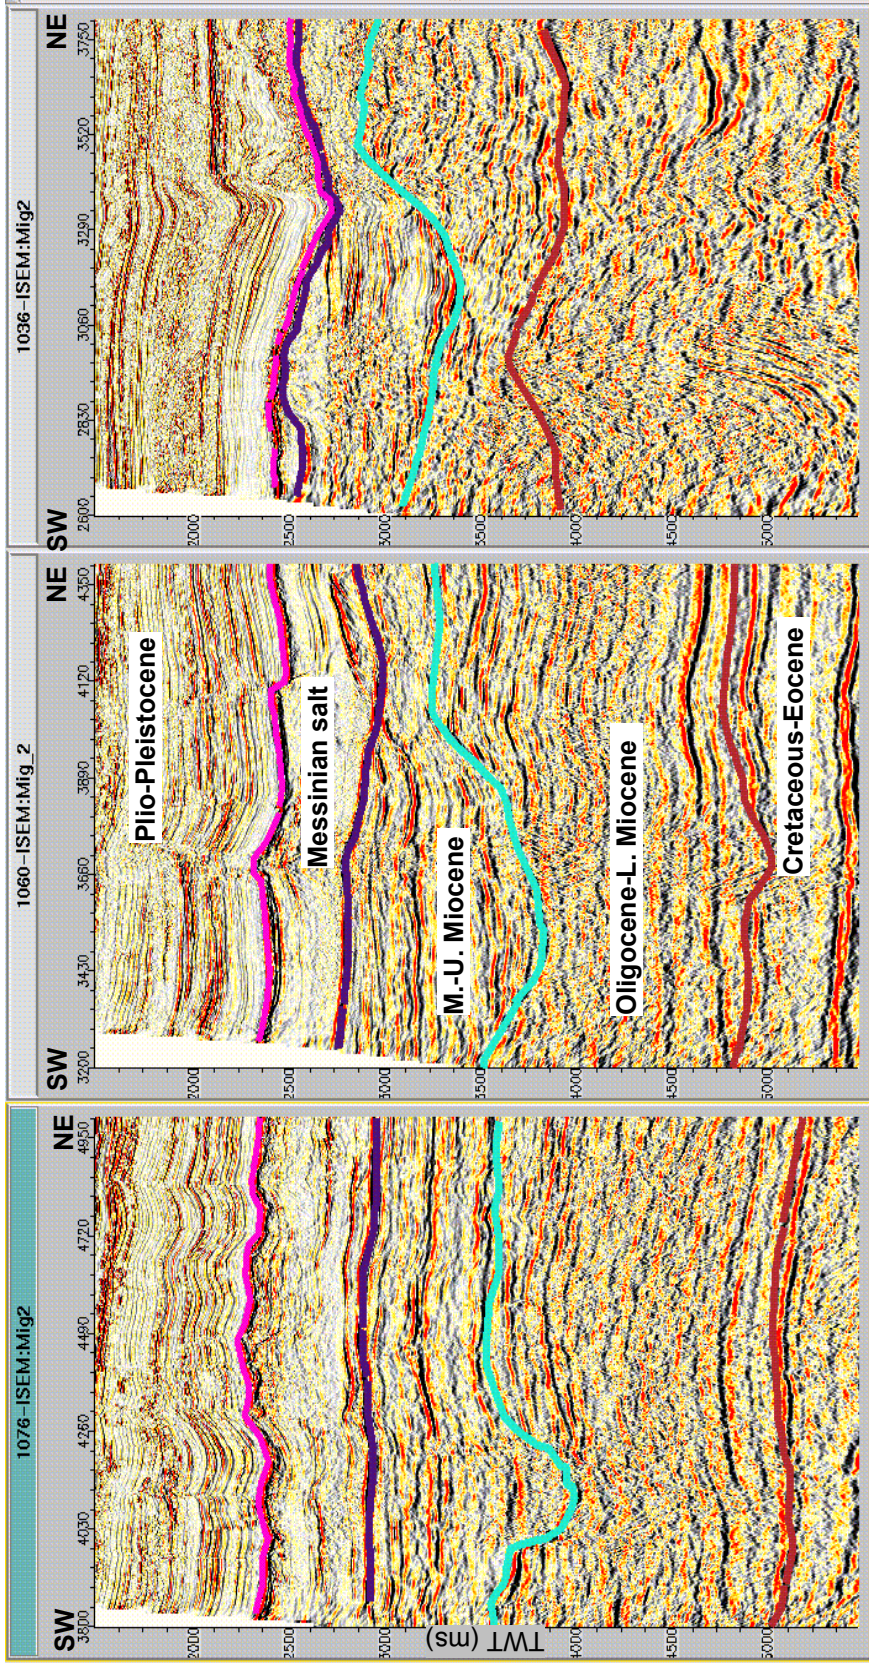 1076-ISEM:Mig2
SW
NE
3800 4030 4260 4490 4720 4950
2000
2500
3000
TWT (ms)
4000
4500
5000
1060-ISEM:Mig_2
SW
NE
3200 3430 3660 3890 4120 4350
2000
2500
3000
3500
4000
4500
5000
Plio-Pleistocene
Messinian salt
M.-U. Miocene
Oligocene-L. Miocene
Cretaceous-Eocene
1036-ISEM:Mig2
SW
NE
2600 2830 3060 3290 3520 3750
2000
2500
3000
3500
4000
4500
5000